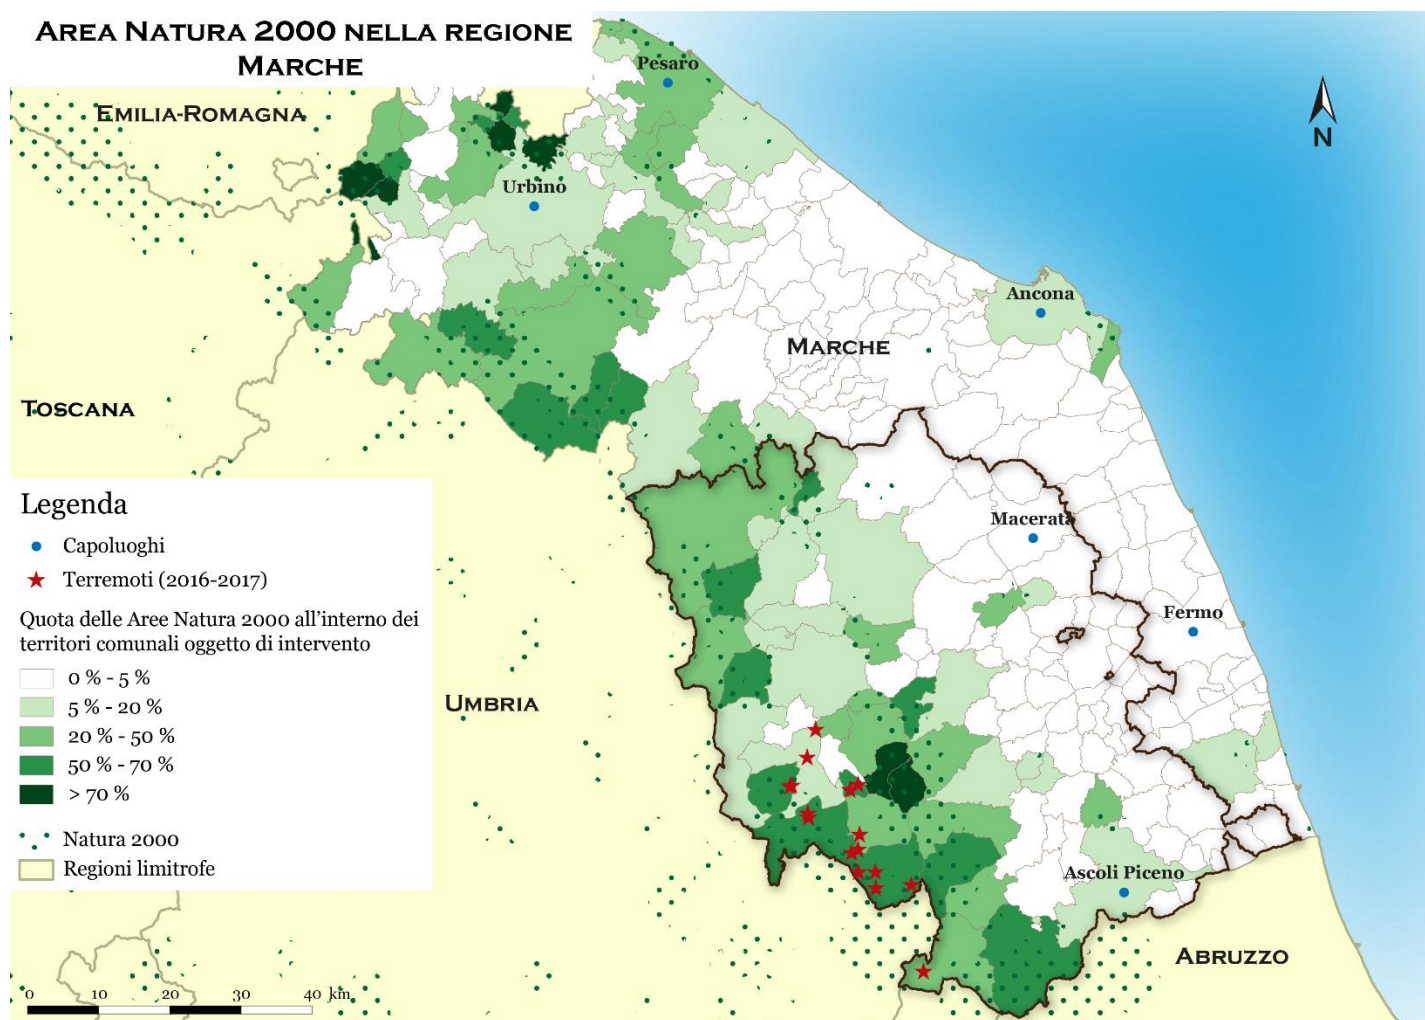 AREA NATURA 2000 NELLA REGIONE
MARCHE
EMILIA-ROMAGNA
Pesaro
N
Urbino
Ancona
MARCHE
TOSCANA
Legenda
Capoluoghi
Terremoti (2016-2017)
Quota delle Aree Natura 2000 all'interno dei
territori comunali oggetto di intervento
0 % - 5 %
5 % - 20 %
20 % - 50 %
50 % - 70 %
> 70 %
Natura 2000
Regioni limitrofe
Macerata
Fermo
UMBRIA
Ascoli Piceno
ABRUZZO
0 10 20 30 40 km